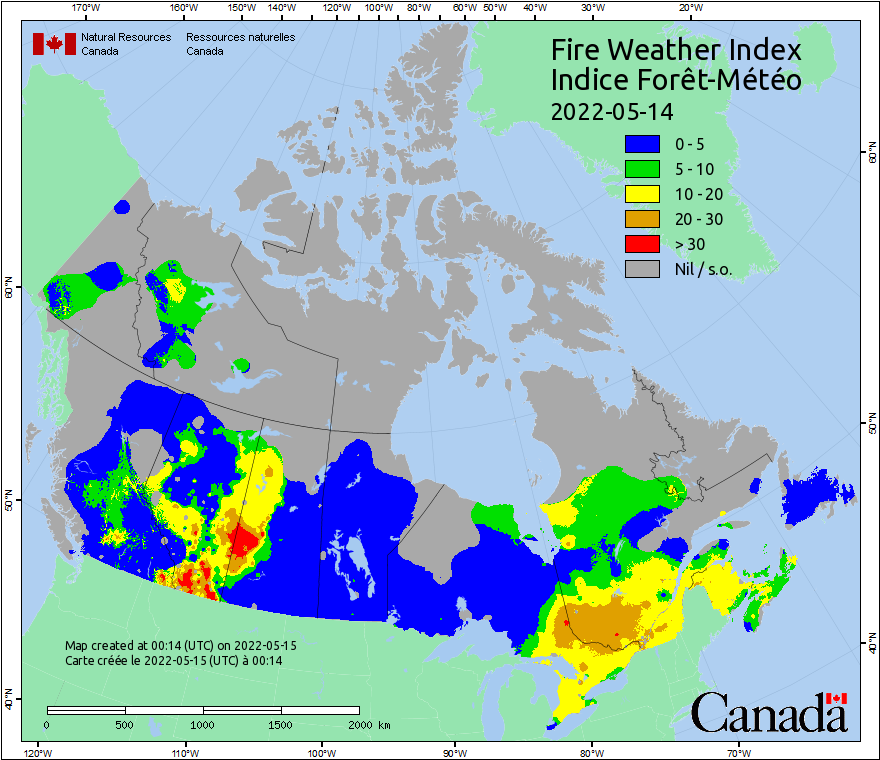 170°W 160°W 150°W 140°W 120°W 100°W 80°W 60°W 50°W 40°W 30°W 20°W
Natural Resources Ressources naturelles
Canada Canada
Fire Weather Index
Indice Forêt-Météo
2022-05-14
0 - 5
5 - 10
10 - 20
20 - 30
> 30
Nil / s.o.
60°N
60°N
50°N
50°N
40°N
40°N
Map created at 00:14 (UTC) on 2022-05-15
Carte créée le 2022-05-15 (UTC) à 00:14
0 500 1000 1500 2000 km
Canada
120°W 110°W 100°W 90°W 80°W 70°W